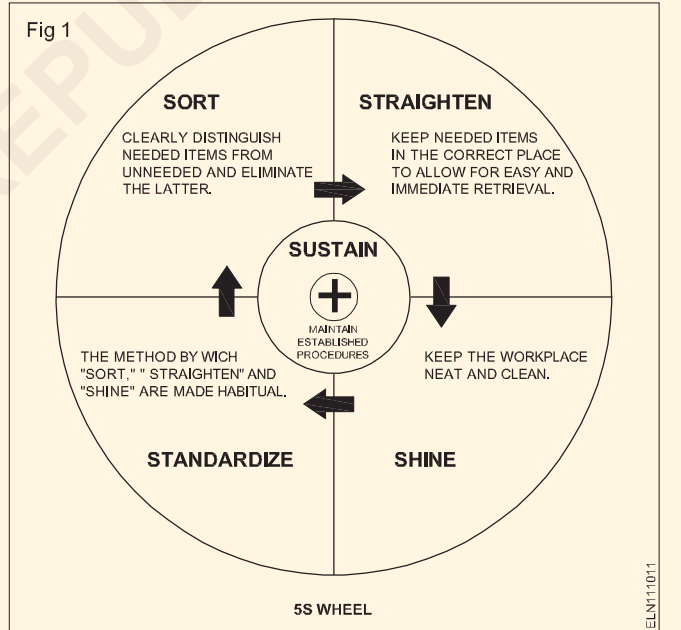 Fig 1
SORT
CLEARLY DISTINGUISH
NEEDED ITEMS FROM
UNNEEDED AND ELIMINATE
THE LATTER.
STRAIGHTEN
KEEP NEEDED ITEMS
IN THE CORRECT PLACE
TO ALLOW FOR EASY AND
IMMEDIATE RETRIEVAL.
SUSTAIN
MAINTAIN
ESTABLISHED
PROCEDURES
THE METHOD BY WICH
"SORT," " STRAIGHTEN" AND
"SHINE" ARE MADE HABITUAL.
STANDARDIZE
KEEP THE WORKPLACE
NEAT AND CLEAN.
SHINE
5S WHEEL
ELN111011
REPU